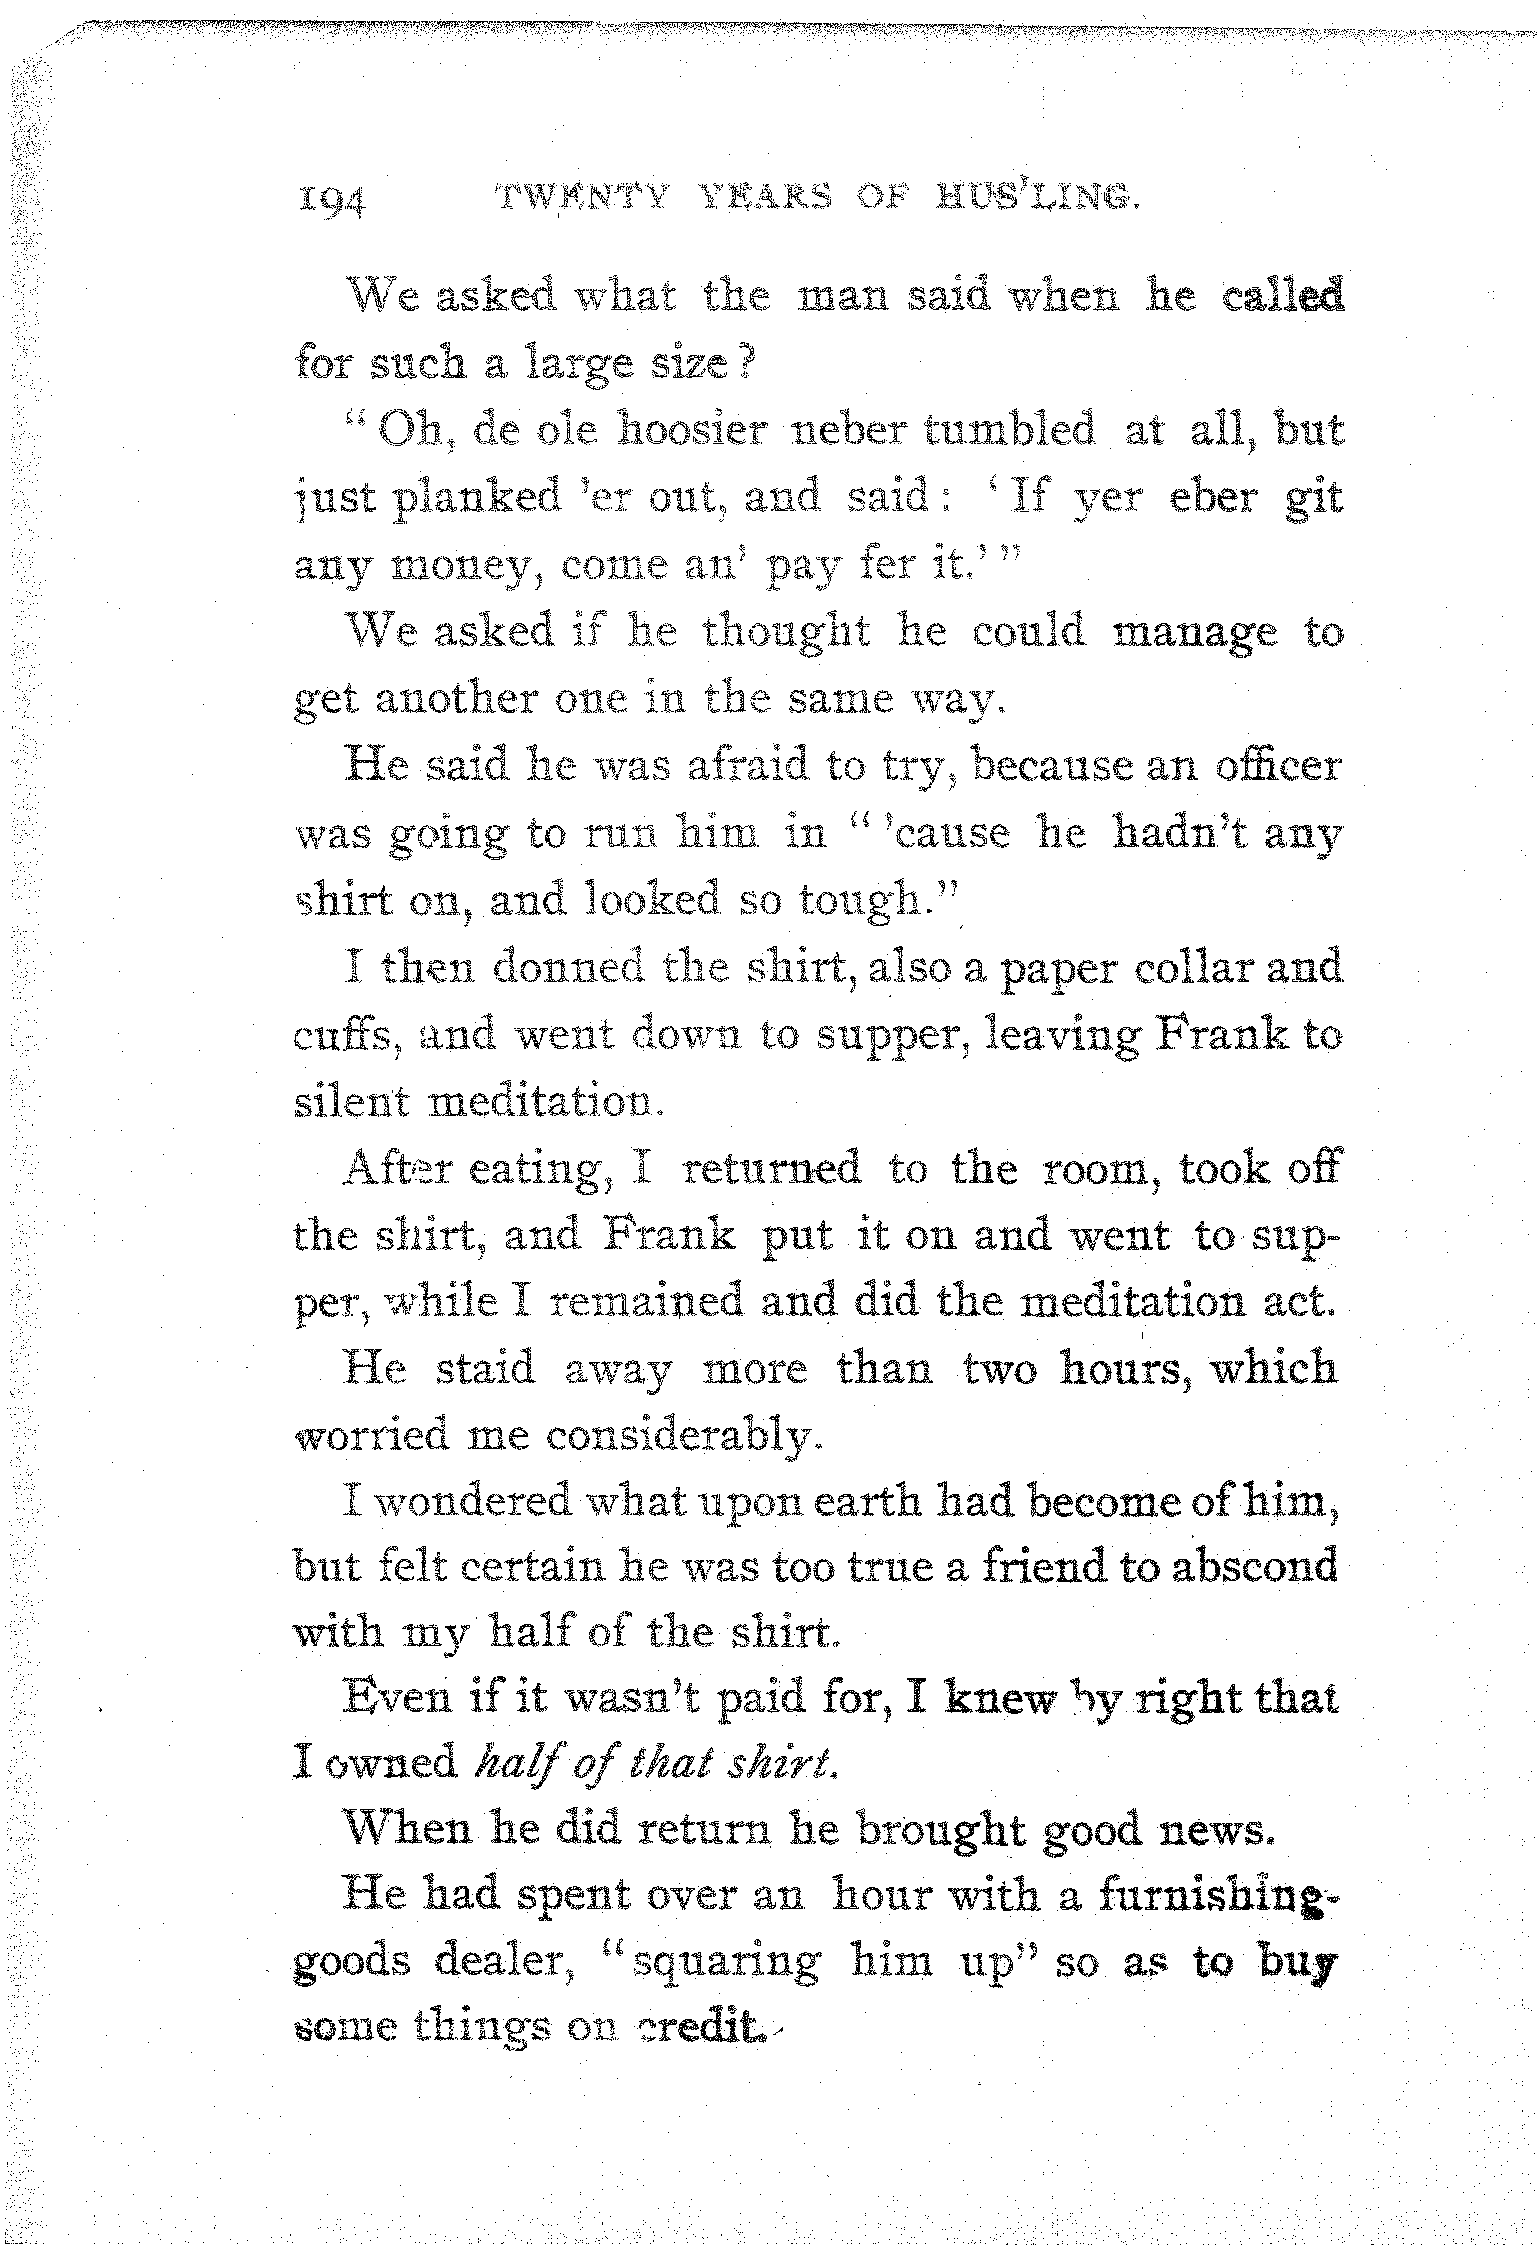 194 TWENTY YEARS OF HUS'LING.
We asked what the man said when he called
for such a large size?
“Oh, de ole hoosier neber tumbled at all, but
just planked ’er out, and said: ‘If yer eber git
any money, come an’ pay fer it.’”
We asked if he thought he could manage to
get another one in the same way.
He said he was afraid to try, because an officer
was going to run him in “’cause he hadn’t any
shirt on, and looked so tough.”
I then donned the shirt, also a paper collar and
cuffs, and went down to supper, leaving Frank to
silent meditation.
After eating, I returned to the room, took off
the shirt, and Frank put it on and went to sup-
per, while I remained and did the meditation act.
He staid away more than two hours, which
worried me considerably.
I wondered what upon earth had become of him,
but felt certain he was too true a friend to abscond
with my half of the shirt.
Even if it wasn’t paid for, I knew by right that
I owned half of that shirt.
When he did return he brought good news.
He had spent over an hour with a furnishing-
goods dealer, “squaring him up” so as to buy
some things on credit.